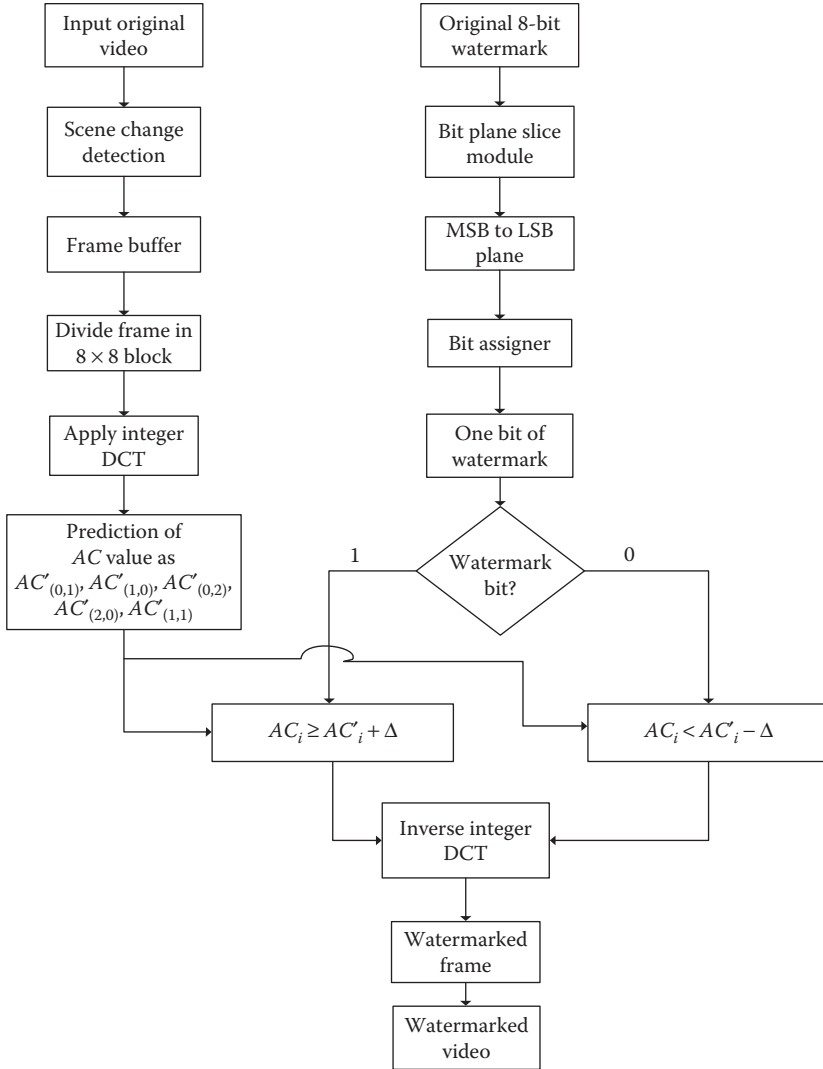 Input original
video
Scene change
detection
Frame buffer
Divide frame in
8 × 8 block
Apply integer
DCT
Prediction of
AC value as
AC′(0,1), AC′(1,0), AC′(0,2),
AC′(2,0), AC′(1,1)
Original 8-bit
watermark
Bit plane slice
module
MSB to LSB
plane
Bit assigner
One bit of
watermark
Watermark
bit?
1
0
ACi ≥ AC′i + Δ
ACi < AC′i − Δ
Inverse integer
DCT
Watermarked
frame
Watermarked
video